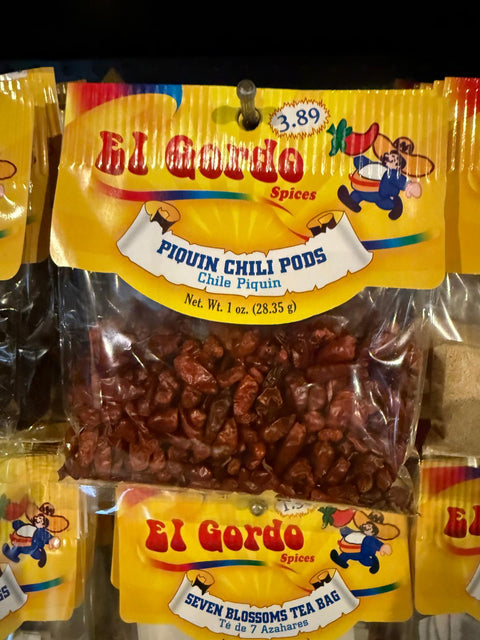 3.89
El Gordo
Spices
PIQUIN CHILI PODS
Chile Piquin
Net. Wt. 1 oz. (28.35 g)
El Gordo
Spices
SEVEN BLOSSOMS TEA BAG
Té de 7 Azahares